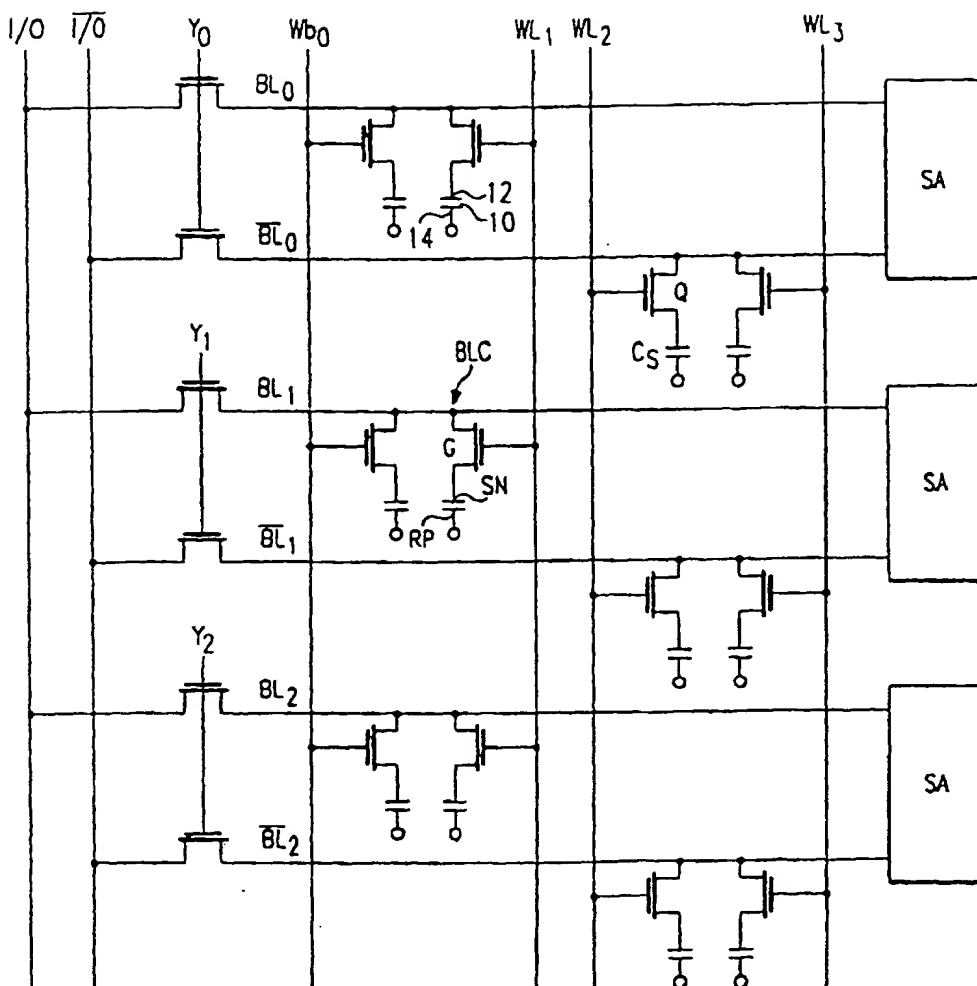 I/O I/O Y0 Wb0 WL1 WL2 WL3
BL0
12
SA
10
14
BL0
Q
Y1
CS
BLC
BL1
G
SA
SN
RP
BL1
Y2
BL2
SA
BL2